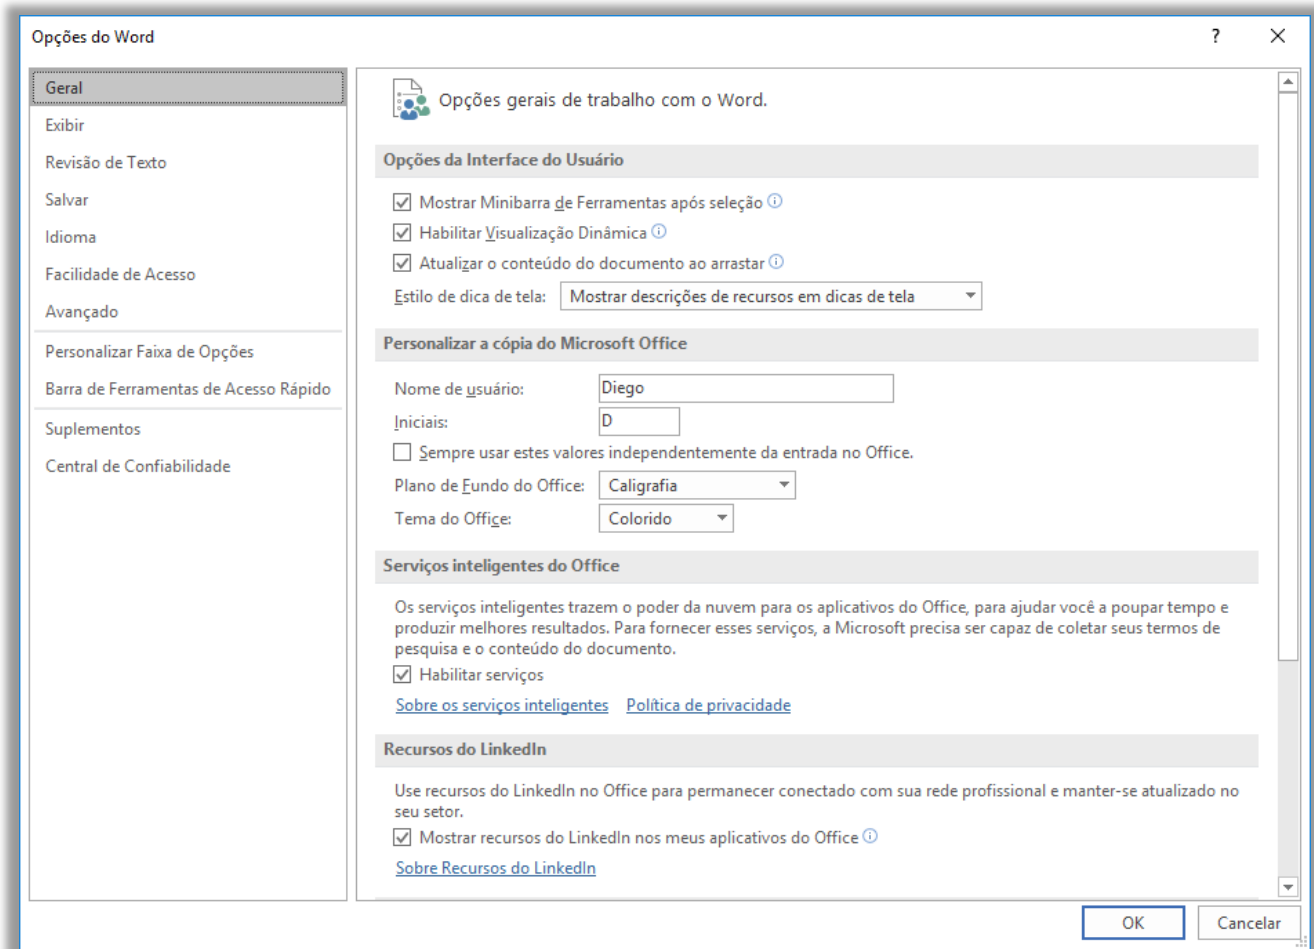 Opções do Word
?
Geral
Exibir
Revisão de Texto
Salvar
Idioma
Facilidade de Acesso
Avançado
Personalizar Faixa de Opções
Barra de Ferramentas de Acesso Rápido
Suplementos
Central de Confiabilidade
Opções gerais de trabalho com o Word.
Opções da Interface do Usuário
Mostrar Minibarra de Ferramentas após seleção
Habilitar Visualização Dinâmica
Atualizar o conteúdo do documento ao arrastar
Estilo de dica de tela: Mostrar descrições de recursos em dicas de tela
Personalizar a cópia do Microsoft Office
Nome de usuário: Diego
Iniciais: D
Sempre usar estes valores independentemente da entrada no Office.
Plano de Fundo do Office: Caligrafia
Tema do Office: Colorido
Serviços inteligentes do Office
Os serviços inteligentes trazem o poder da nuvem para os aplicativos do Office, para ajudar você a poupar tempo e
produzir melhores resultados. Para fornecer esses serviços, a Microsoft precisa ser capaz de coletar seus termos de
pesquisa e o conteúdo do documento.
Habilitar serviços
Sobre os serviços inteligentes Política de privacidade
Recursos do LinkedIn
Use recursos do LinkedIn no Office para permanecer conectado com sua rede profissional e manter-se atualizado no
seu setor.
Mostrar recursos do LinkedIn nos meus aplicativos do Office
Sobre Recursos do LinkedIn
OK Cancelar